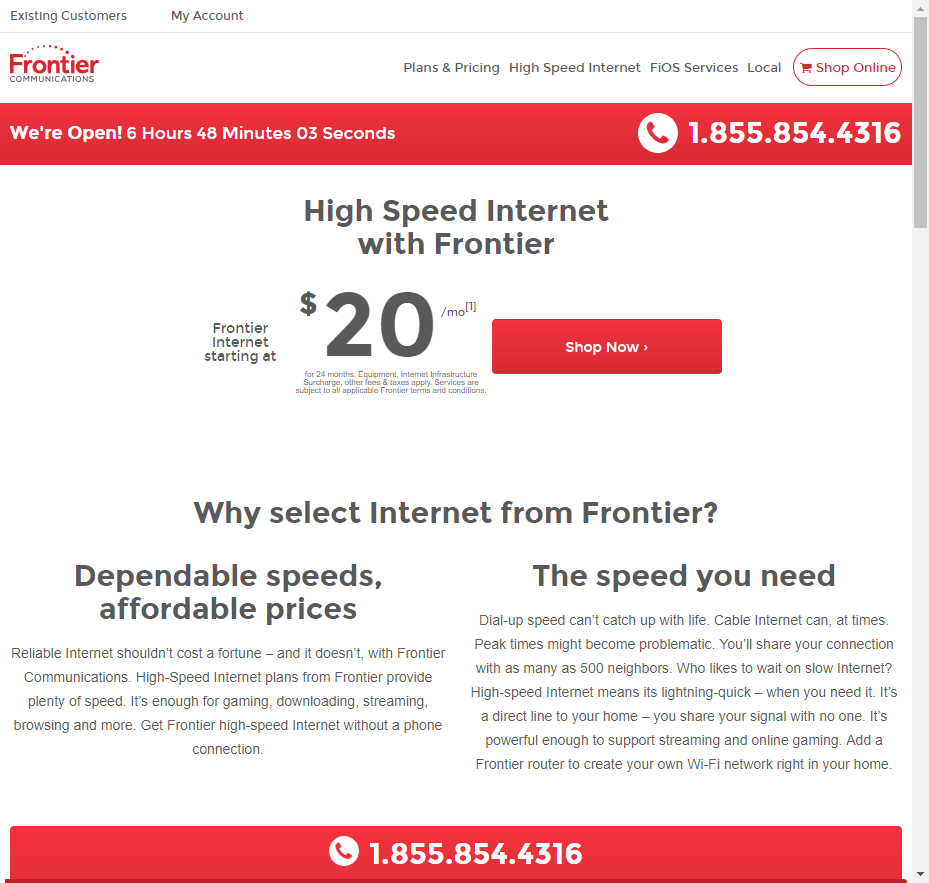 Existing Customers My Account
Frontier
COMMUNICATIONS
Plans & Pricing High Speed Internet FiOS Services Local Shop Online
We're Open! 6 Hours 48 Minutes 03 Seconds
1.855.854.4316
High Speed Internet
with Frontier
Frontier
Internet
starting at
$20/mo[1]
for 24 months. Equipment, Internet Infrastructure
Surcharge, other fees & taxes apply. Services are
subject to all applicable Frontier terms and conditions.
Shop Now ›
Why select Internet from Frontier?
Dependable speeds,
affordable prices
Reliable Internet shouldn’t cost a fortune – and it doesn’t, with Frontier
Communications. High-Speed Internet plans from Frontier provide
plenty of speed. It’s enough for gaming, downloading, streaming,
browsing and more. Get Frontier high-speed Internet without a phone
connection.
The speed you need
Dial-up speed can’t catch up with life. Cable Internet can, at times.
Peak times might become problematic. You’ll share your connection
with as many as 500 neighbors. Who likes to wait on slow Internet?
High-speed Internet means its lightning-quick – when you need it. It’s
a direct line to your home – you share your signal with no one. It’s
powerful enough to support streaming and online gaming. Add a
Frontier router to create your own Wi-Fi network right in your home.
1.855.854.4316